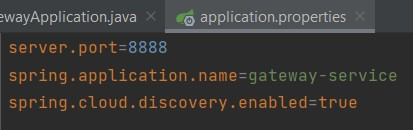 ewayApplication.java × application.properties ×
server.port=8888
spring.application.name=gateway-service
spring.cloud.discovery.enabled=true